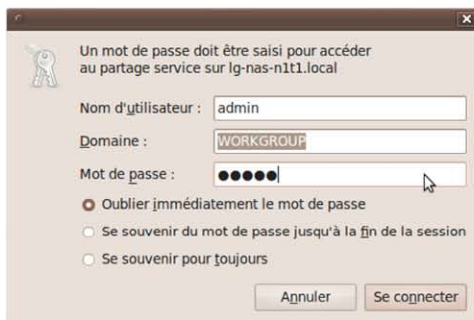 Un mot de passe doit être saisi pour accéder
au partage service sur lg-nas-n1t1.local
Nom d'utilisateur : admin
Domaine : WORKGROUP
Mot de passe : ●●●●●
Oublier immédiatement le mot de passe
Se souvenir du mot de passe jusqu'à la fin de la session
Se souvenir pour toujours
Annuler Se connecter